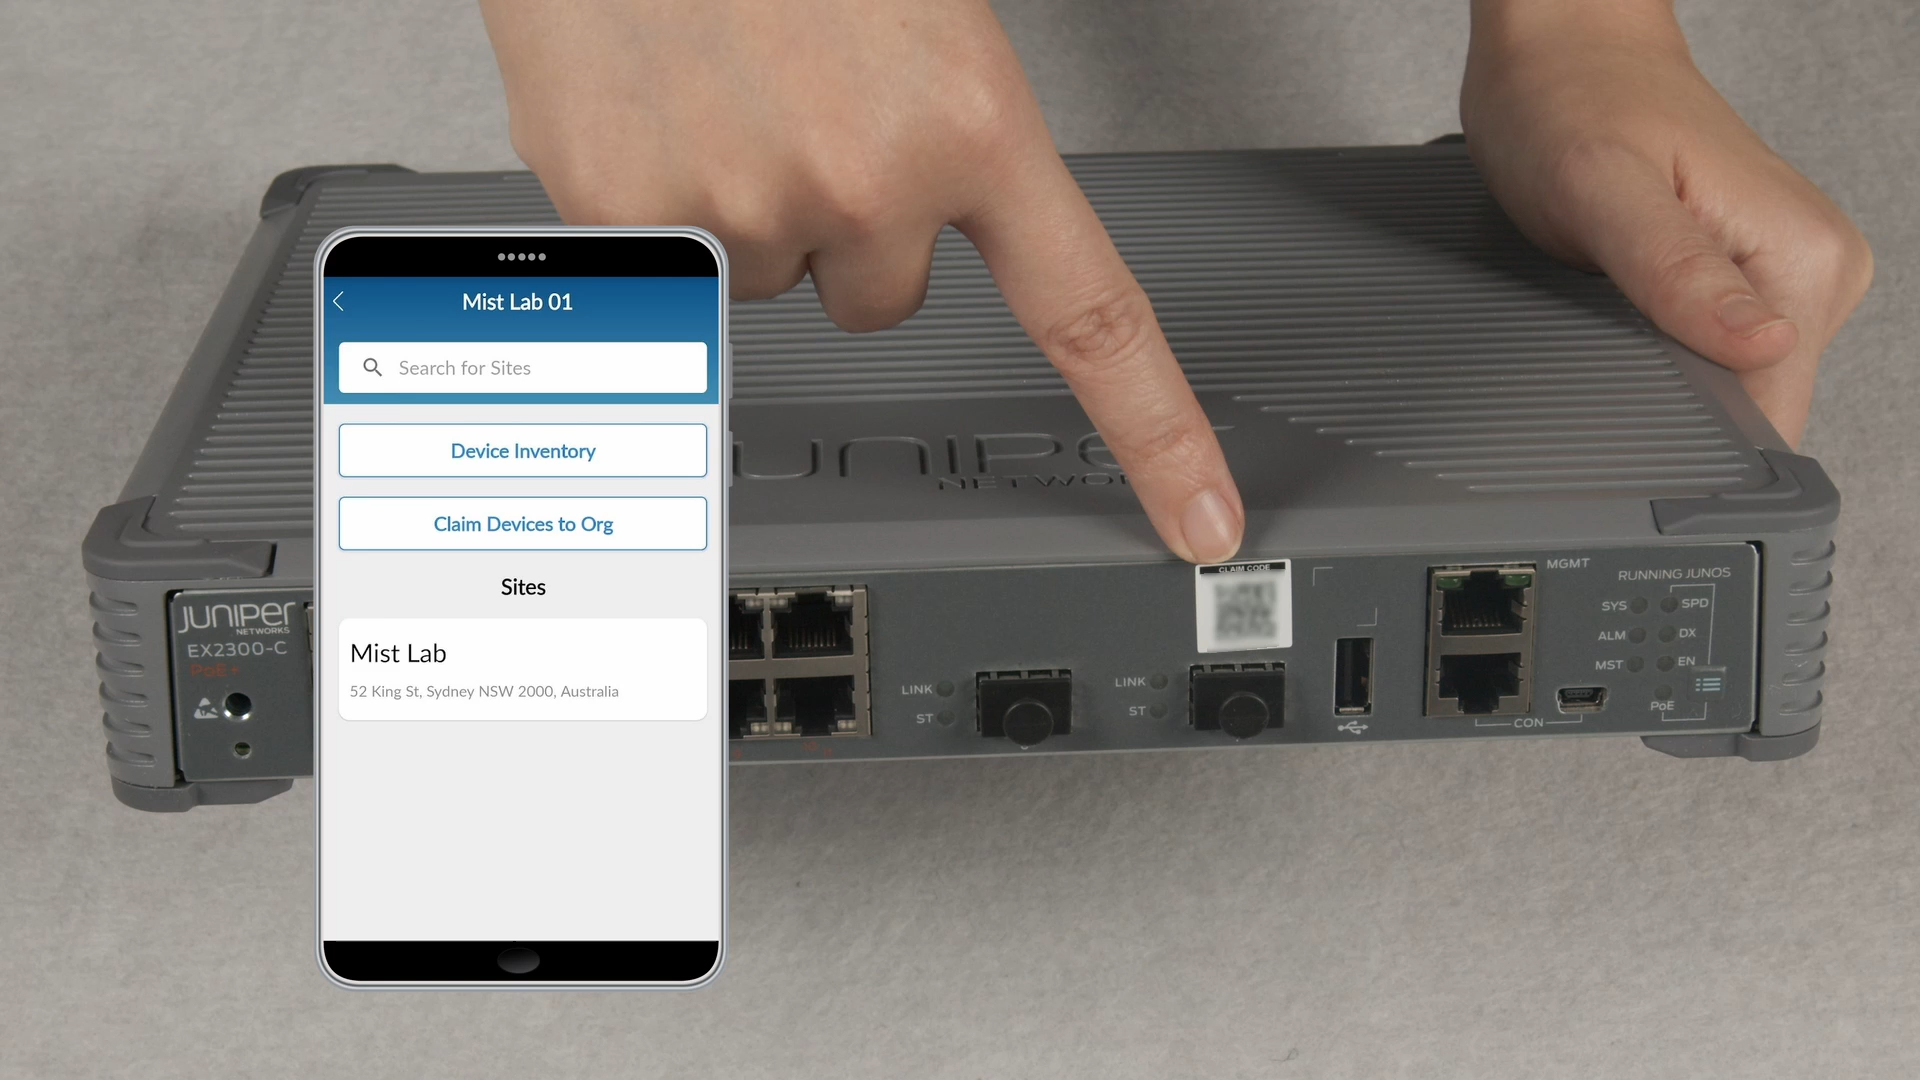 Mist Lab 01
Search for Sites
Device Inventory
Claim Devices to Org
Sites
Mist Lab
52 King St, Sydney NSW 2000, Australia
JUNIPER
NETWORKS
EX2300-C
PoE+
CLAIM CODE
LINK
ST
LINK
ST
MGMT
CON
RUNNING JUNOS
SYS
SPD
ALM
DX
MST
EN
PoE